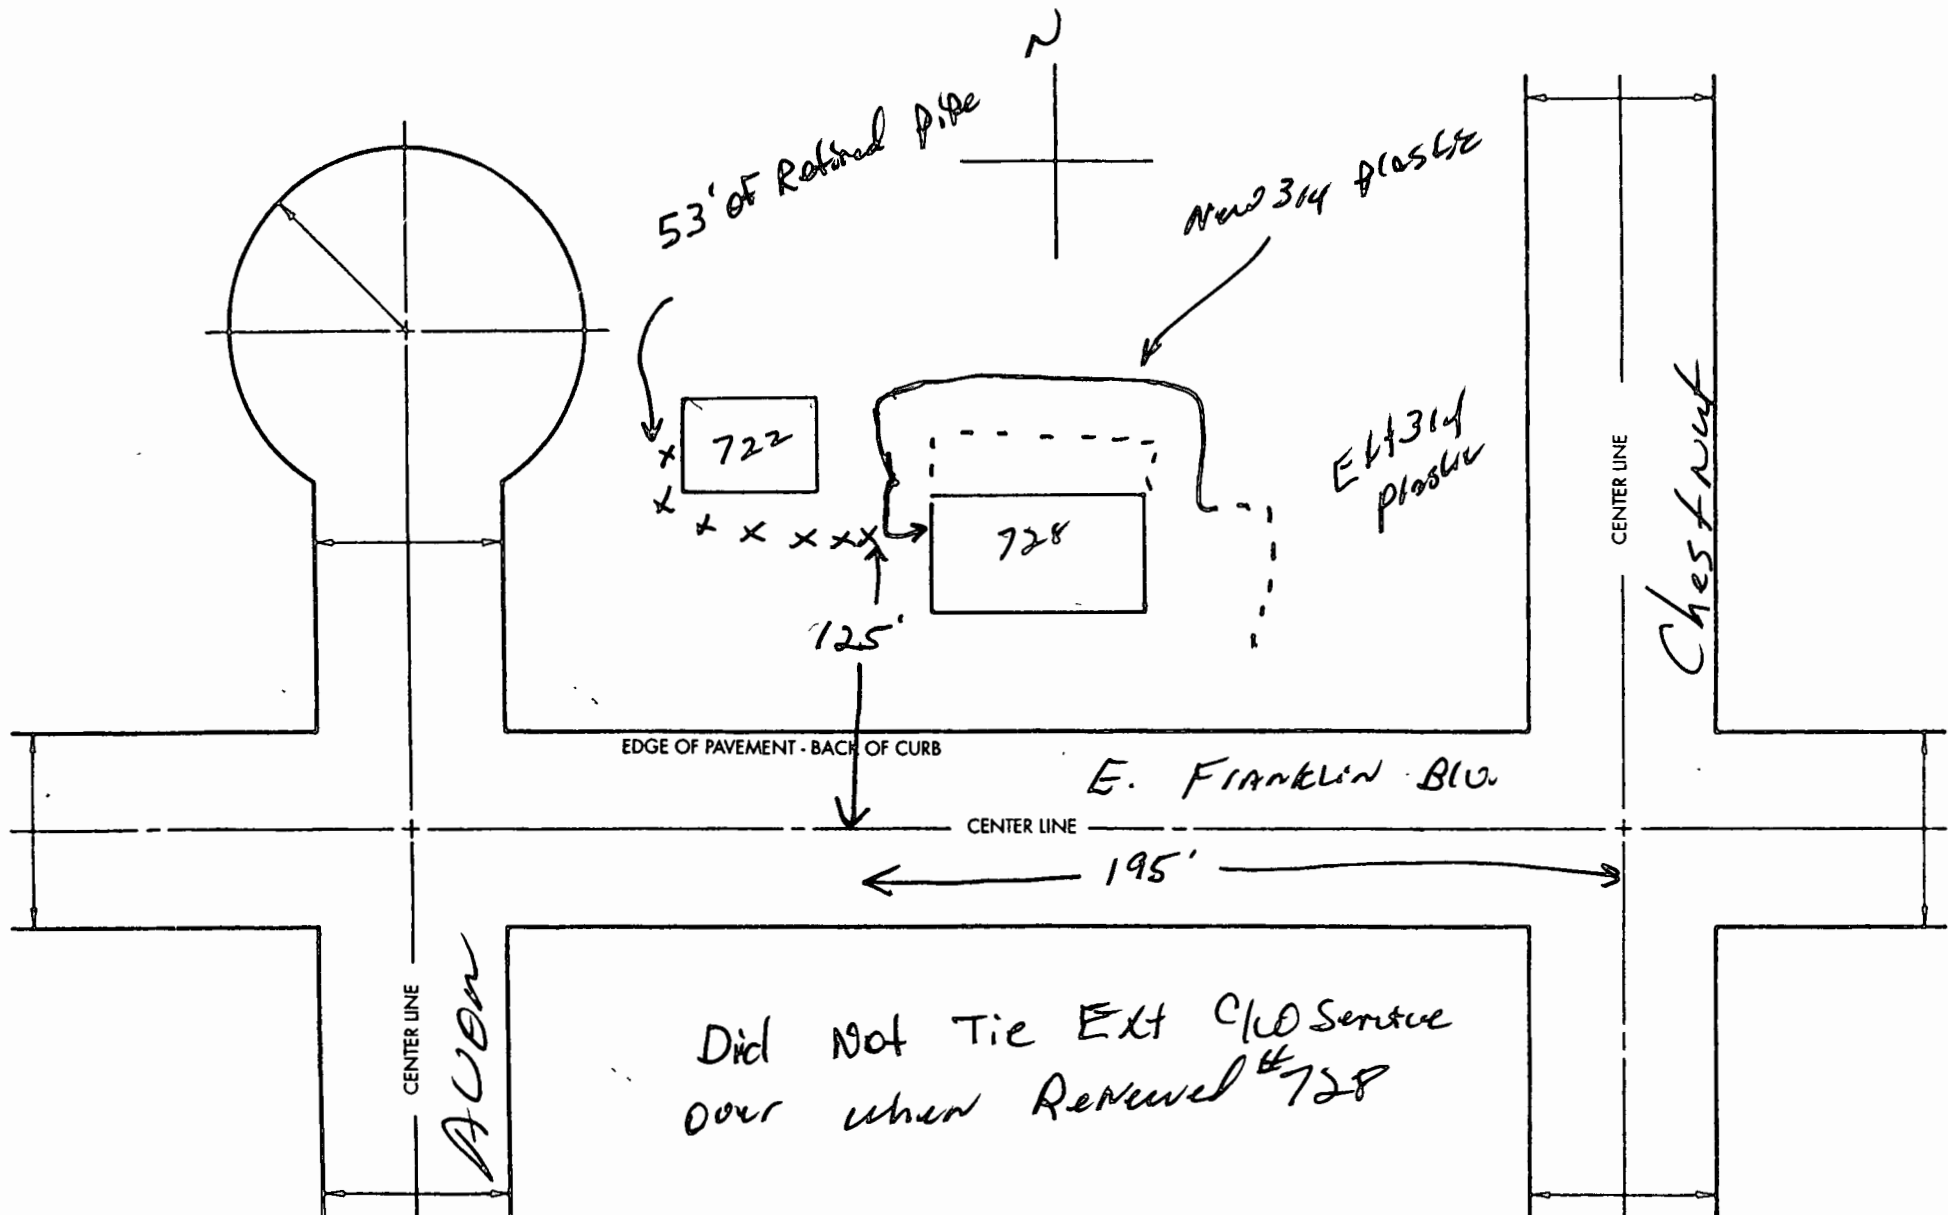 N
53' of Retired pipe
New 3/4 plastic
Ext 3/4
plastic
722
728
125'
CENTER LINE
Chestnut
EDGE OF PAVEMENT - BACK OF CURB
E. Franklin Blv.
CENTER LINE
195'
CENTER LINE
Avon
Did Not Tie Ext C/O Service
over when Renewed #728